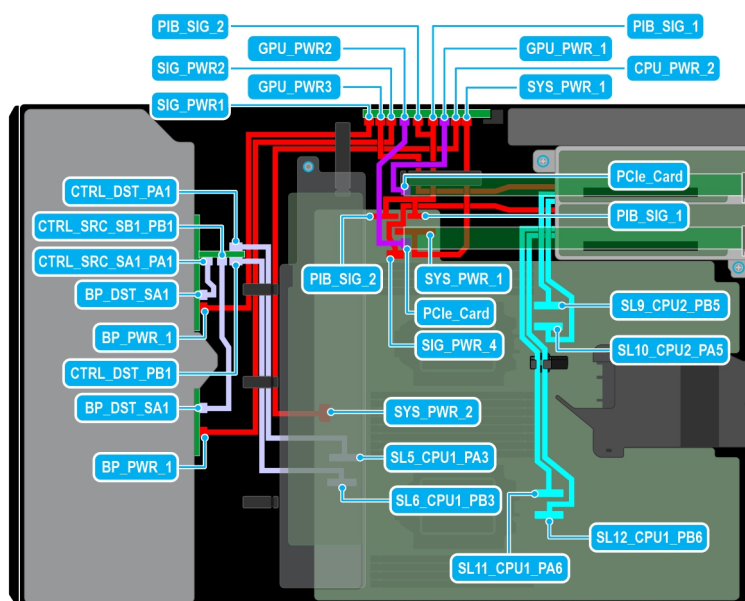 PIB_SIG_2
PIB_SIG_1
GPU_PWR2
GPU_PWR_1
SIG_PWR2
CPU_PWR_2
GPU_PWR3
SYS_PWR_1
SIG_PWR1
PCIe_Card
CTRL_DST_PA1
PIB_SIG_1
CTRL_SRC_SB1_PB1
CTRL_SRC_SA1_PA1
PIB_SIG_2
SYS_PWR_1
BP_DST_SA1
SL9_CPU2_PB5
PCIe_Card
BP_PWR_1
SIG_PWR_4
SL10_CPU2_PA5
CTRL_DST_PB1
BP_DST_SA1
SYS_PWR_2
SL5_CPU1_PA3
BP_PWR_1
SL6_CPU1_PB3
SL12_CPU1_PB6
SL11_CPU1_PA6